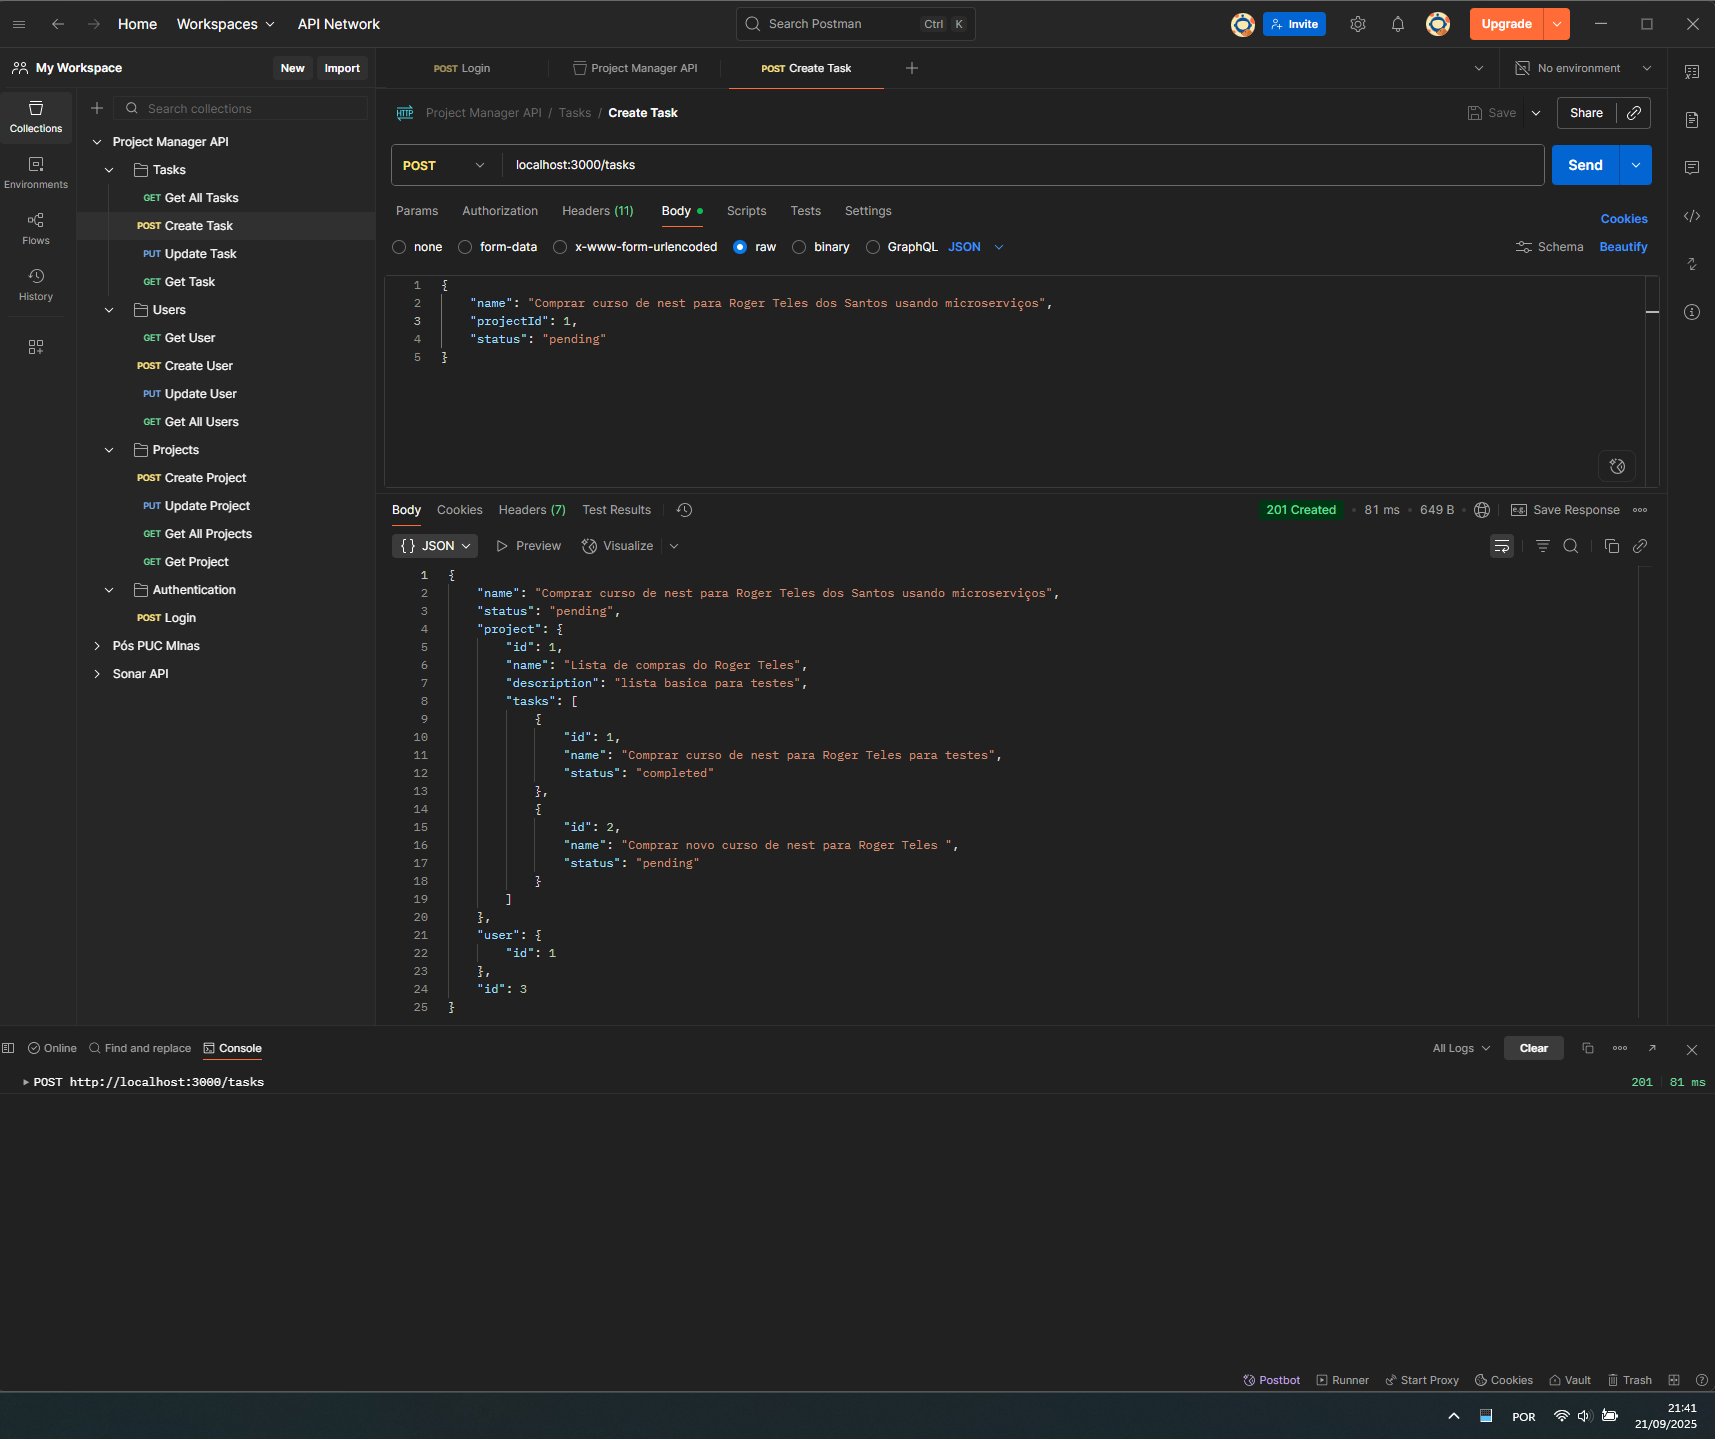 Home Workspaces API Network Search Postman Ctrl K Invite Upgrade
My Workspace New Import POST Login Project Manager API POST Create Task No environment
Collections
Environments
Flows
History
Search collections
Project Manager API
Tasks
GET Get All Tasks
POST Create Task
PUT Update Task
GET Get Task
Users
GET Get User
POST Create User
PUT Update User
GET Get All Users
Projects
POST Create Project
PUT Update Project
GET Get All Projects
GET Get Project
Authentication
POST Login
Pós PUC MInas
Sonar API
HTTP Project Manager API / Tasks / Create Task Save Share
POST localhost:3000/tasks Send
Params Authorization Headers (11) Body Scripts Tests Settings Cookies
none form-data x-www-form-urlencoded raw binary GraphQL JSON Schema Beautify
1 {
2 "name": "Comprar curso de nest para Roger Teles dos Santos usando microserviços",
3 "projectId": 1,
4 "status": "pending"
5 }
Body Cookies Headers (7) Test Results 201 Created 81 ms 649 B e.g. Save Response
{} JSON Preview Visualize
1 {
2 "name": "Comprar curso de nest para Roger Teles dos Santos usando microserviços",
3 "status": "pending",
4 "project": {
5 "id": 1,
6 "name": "Lista de compras do Roger Teles",
7 "description": "lista basica para testes",
8 "tasks": [
9 {
10 "id": 1,
11 "name": "Comprar curso de nest para Roger Teles para testes",
12 "status": "completed"
13 },
14 {
15 "id": 2,
16 "name": "Comprar novo curso de nest para Roger Teles ",
17 "status": "pending"
18 }
19 ]
20 },
21 "user": {
22 "id": 1
23 },
24 "id": 3
25 }
Online Find and replace Console All Logs Clear
POST http://localhost:3000/tasks 201 81 ms
Postbot Runner Start Proxy Cookies Vault Trash
POR 21:41
21/09/2025